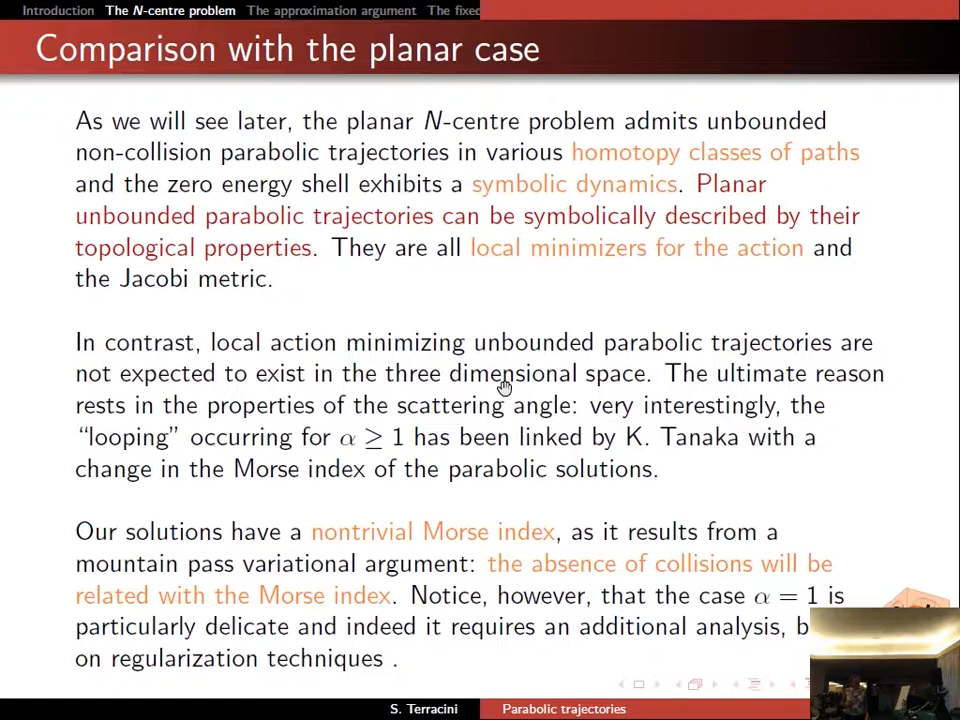 Introduction The N-centre problem The approximation argument The fixed
Comparison with the planar case
As we will see later, the planar N-centre problem admits unbounded
non-collision parabolic trajectories in various homotopy classes of paths
and the zero energy shell exhibits a symbolic dynamics. Planar
unbounded parabolic trajectories can be symbolically described by their
topological properties. They are all local minimizers for the action and
the Jacobi metric.
In contrast, local action minimizing unbounded parabolic trajectories are
not expected to exist in the three dimensional space. The ultimate reason
rests in the properties of the scattering angle: very interestingly, the
“looping” occurring for α ≥ 1 has been linked by K. Tanaka with a
change in the Morse index of the parabolic solutions.
Our solutions have a nontrivial Morse index, as it results from a
mountain pass variational argument: the absence of collisions will be
related with the Morse index. Notice, however, that the case α = 1 is
particularly delicate and indeed it requires an additional analysis,
on regularization techniques .
S. Terracini Parabolic trajectories